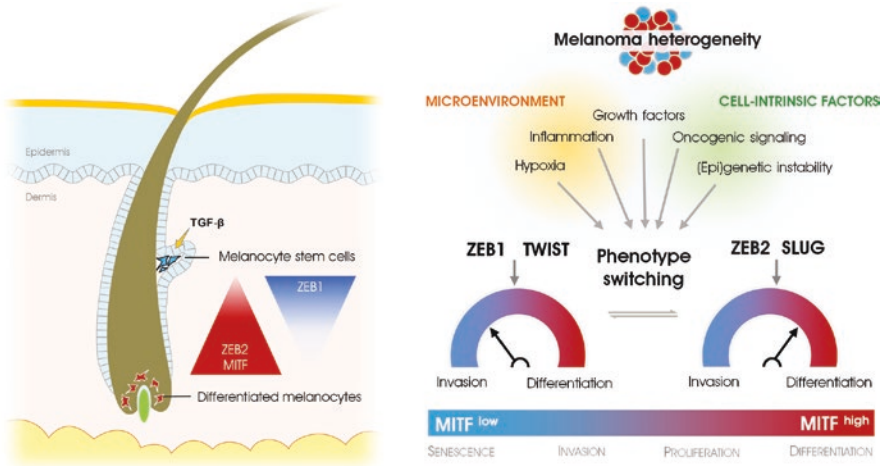 Epidermis
Dermis
TGF-β
Melanocyte stem cells
ZEB1
ZEB2
MITF
Differentiated melanocytes
Melanoma heterogeneity
MICROENVIRONMENT
CELL-INTRINSIC FACTORS
Growth factors
Inflammation
Oncogenic signaling
Hypoxia
(Epi)genetic instability
ZEB1 TWIST
Phenotype
switching
ZEB2 SLUG
Invasion
Differentiation
Invasion
Differentiation
MITF low
MITF high
SENESCENCE
INVASION
PROLIFERATION
DIFFERENTIATION